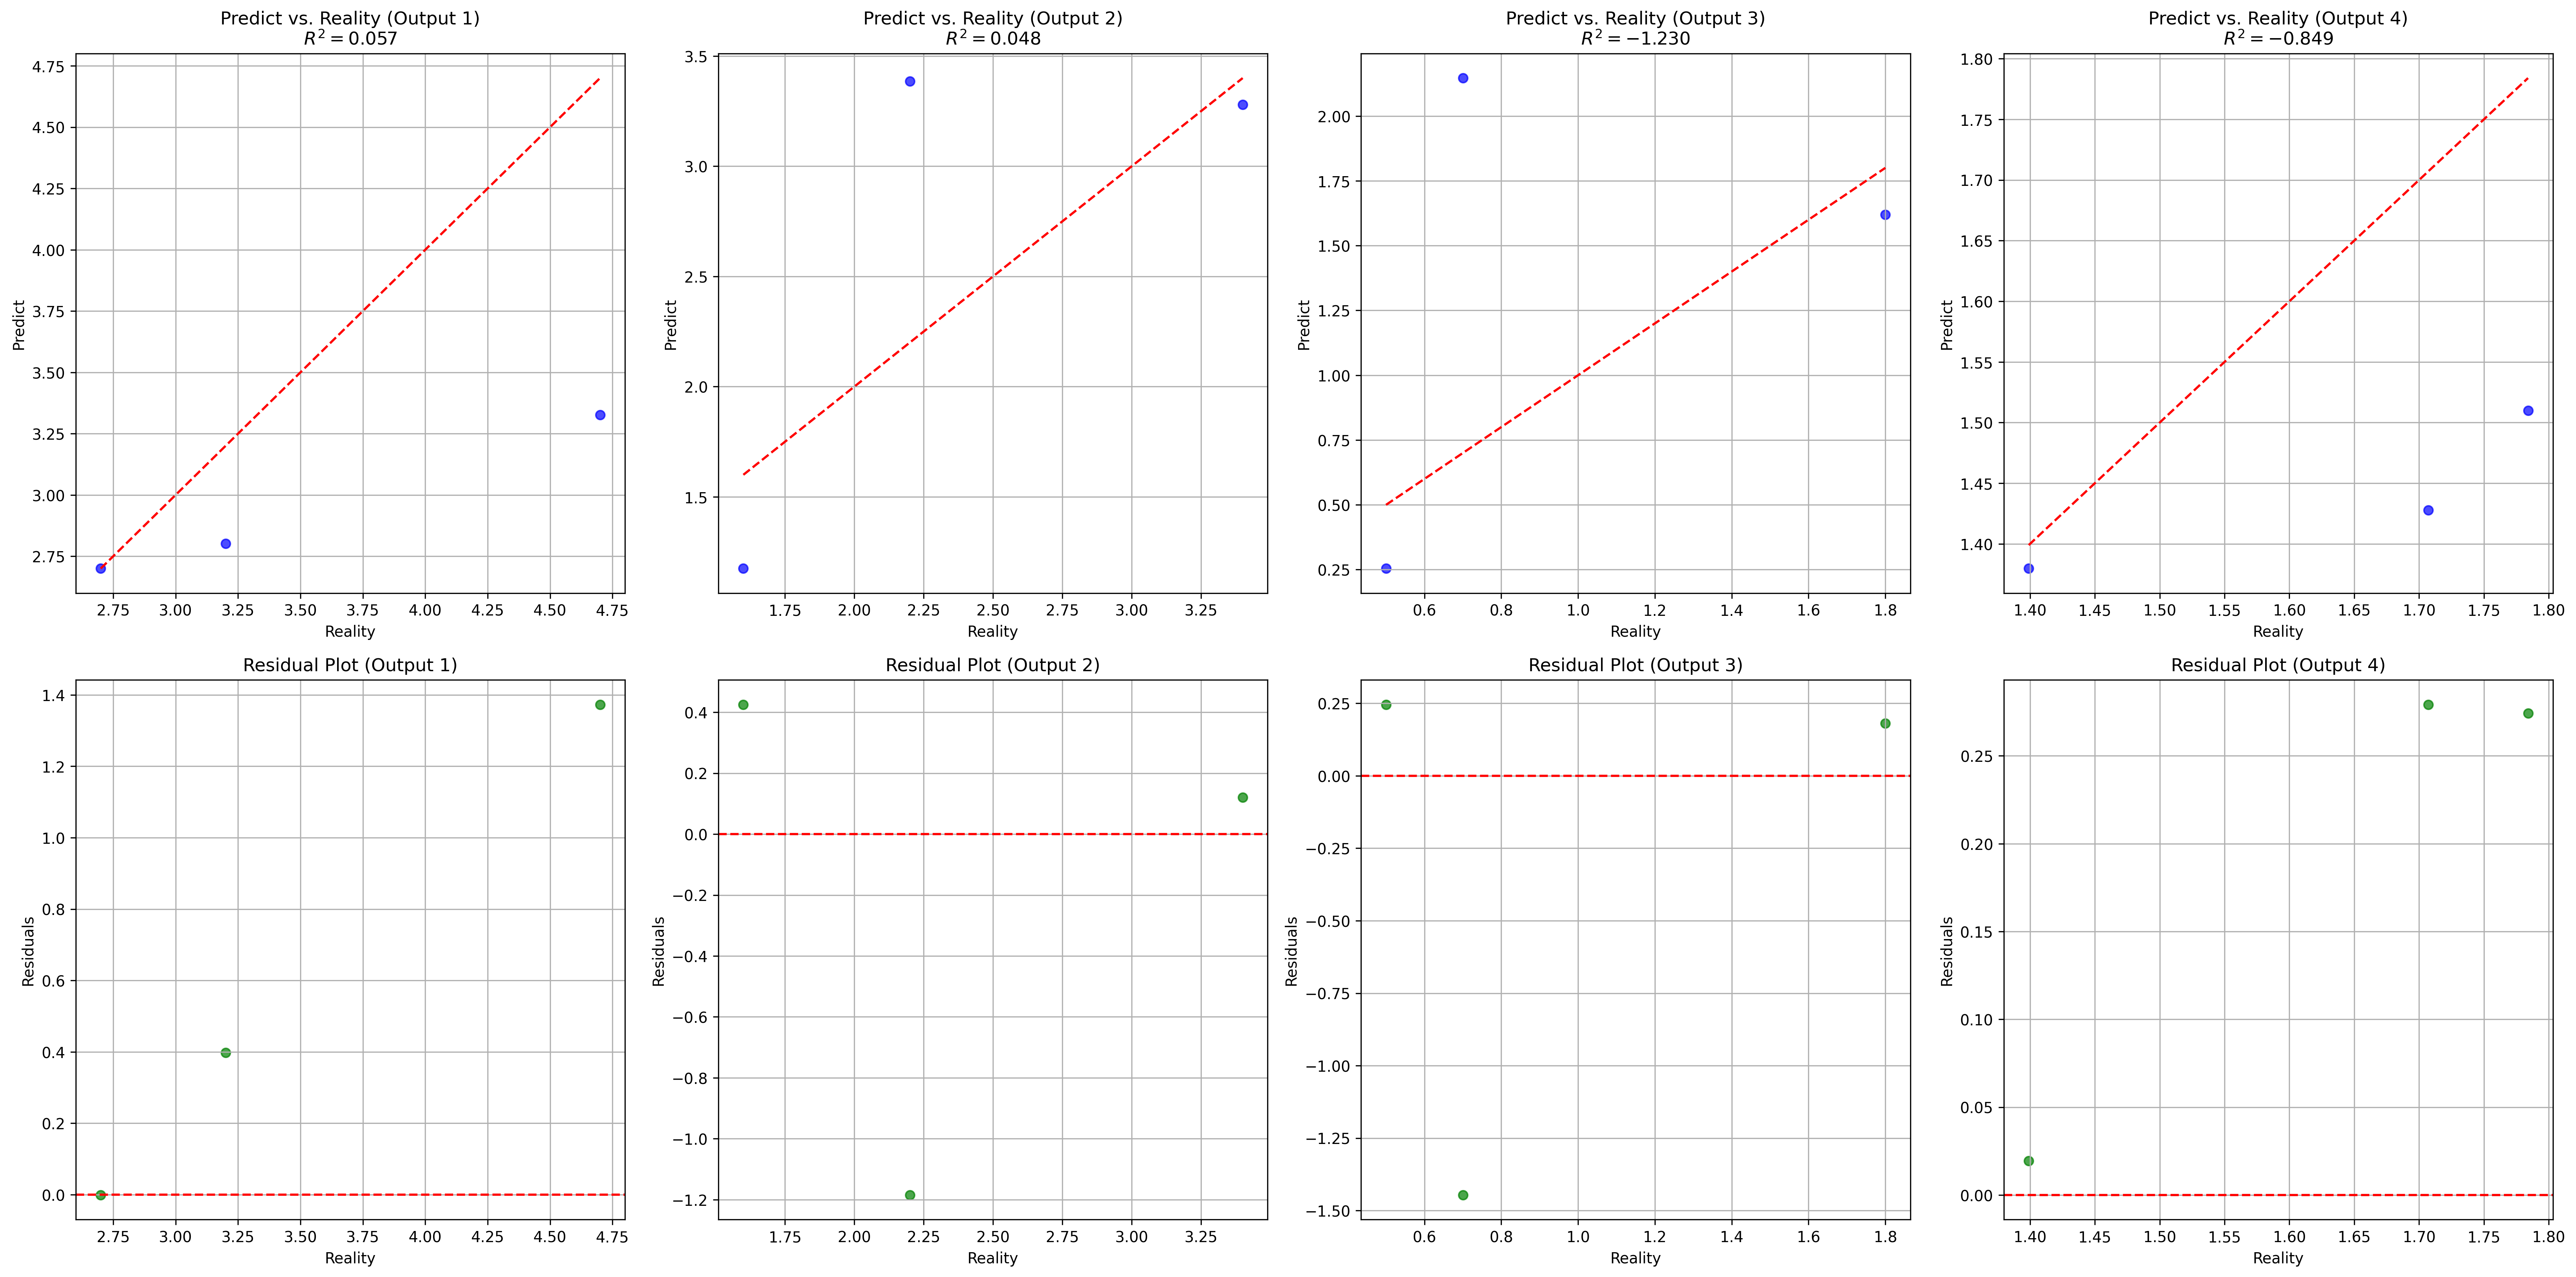 Predict vs. Reality (Output 1)
R² = 0.057
4.75
4.50
4.25
4.00
3.75
3.50
3.25
3.00
2.75
Predict
2.75 3.00 3.25 3.50 3.75 4.00 4.25 4.50 4.75
Reality
Predict vs. Reality (Output 2)
R² = 0.048
3.5
3.0
2.5
2.0
1.5
Predict
1.75 2.00 2.25 2.50 2.75 3.00 3.25
Reality
Predict vs. Reality (Output 3)
R² = −1.230
2.00
1.75
1.50
1.25
1.00
0.75
0.50
0.25
Predict
0.6 0.8 1.0 1.2 1.4 1.6 1.8
Reality
Predict vs. Reality (Output 4)
R² = −0.849
1.80
1.75
1.70
1.65
1.60
1.55
1.50
1.45
1.40
Predict
1.40 1.45 1.50 1.55 1.60 1.65 1.70 1.75 1.80
Reality
Residual Plot (Output 1)
1.4
1.2
1.0
0.8
0.6
0.4
0.2
0.0
Residuals
2.75 3.00 3.25 3.50 3.75 4.00 4.25 4.50 4.75
Reality
Residual Plot (Output 2)
0.4
0.2
0.0
−0.2
−0.4
−0.6
−0.8
−1.0
−1.2
Residuals
1.75 2.00 2.25 2.50 2.75 3.00 3.25
Reality
Residual Plot (Output 3)
0.25
0.00
−0.25
−0.50
−0.75
−1.00
−1.25
−1.50
Residuals
0.6 0.8 1.0 1.2 1.4 1.6 1.8
Reality
Residual Plot (Output 4)
0.25
0.20
0.15
0.10
0.05
0.00
Residuals
1.40 1.45 1.50 1.55 1.60 1.65 1.70 1.75 1.80
Reality